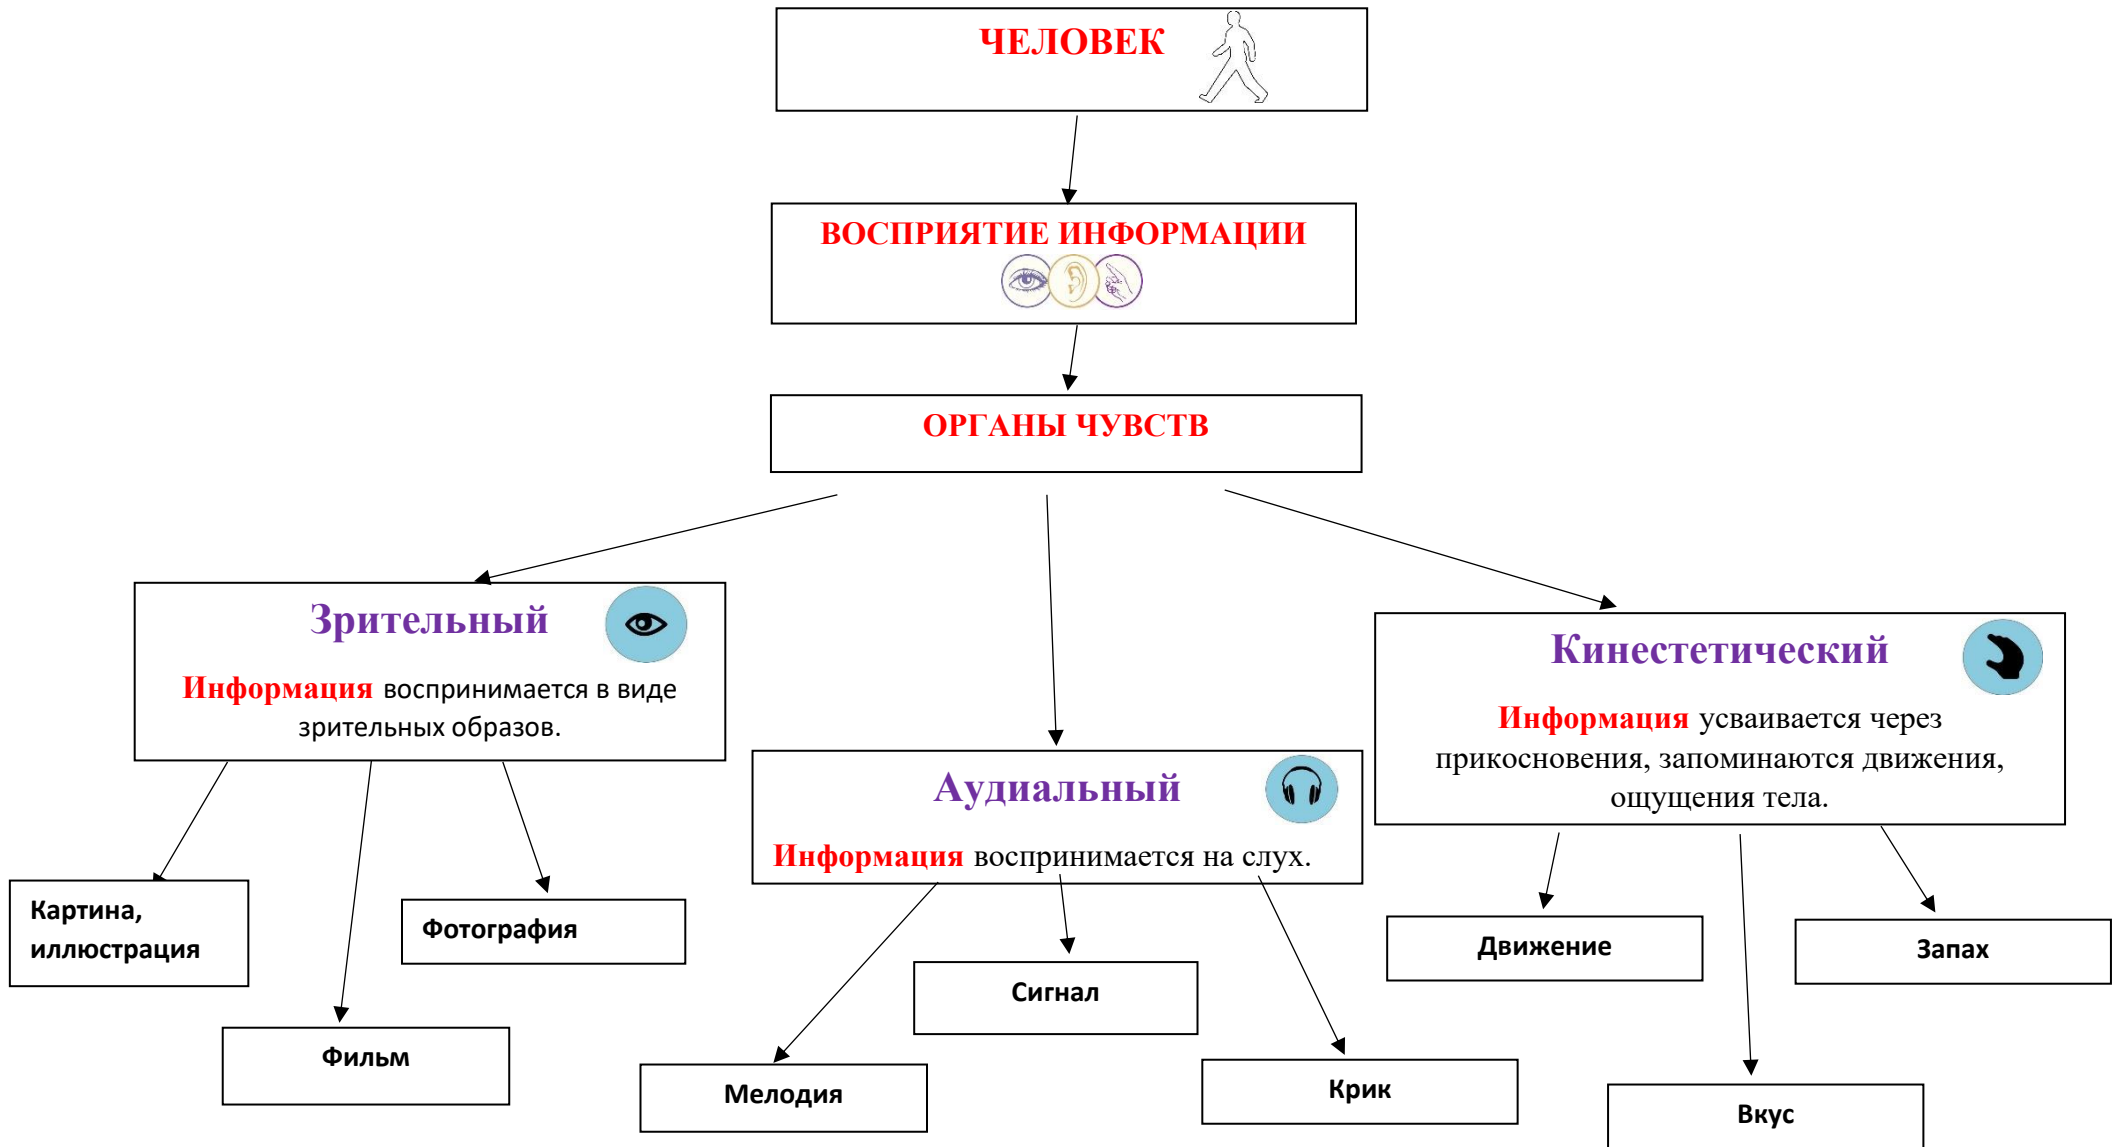 ЧЕЛОВЕК
ВОСПРИЯТИЕ ИНФОРМАЦИИ
ОРГАНЫ ЧУВСТВ
Зрительный
Информация воспринимается в виде
зрительных образов.
Аудиальный
Информация воспринимается на слух.
Кинестетический
Информация усваивается через
прикосновения, запоминаются движения,
ощущения тела.
Картина,
иллюстрация
Фильм
Фотография
Мелодия
Сигнал
Крик
Движение
Вкус
Запах